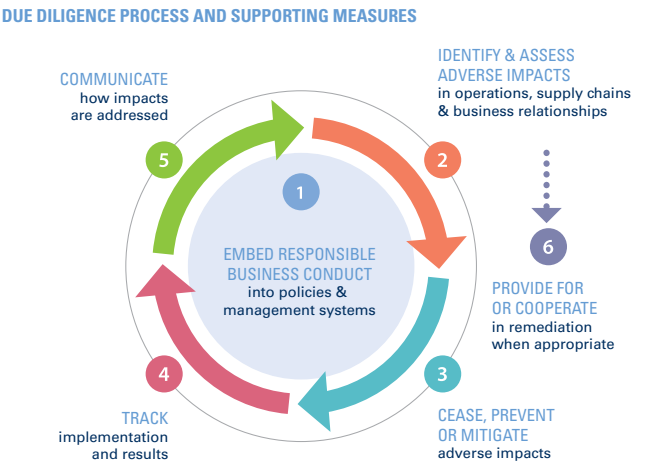 DUE DILIGENCE PROCESS AND SUPPORTING MEASURES
1
EMBED RESPONSIBLE
BUSINESS CONDUCT
into policies &
management systems
2
IDENTIFY & ASSESS
ADVERSE IMPACTS
in operations, supply chains
& business relationships
3
CEASE, PREVENT
OR MITIGATE
adverse impacts
4
TRACK
implementation
and results
5
COMMUNICATE
how impacts
are addressed
6
PROVIDE FOR
OR COOPERATE
in remediation
when appropriate